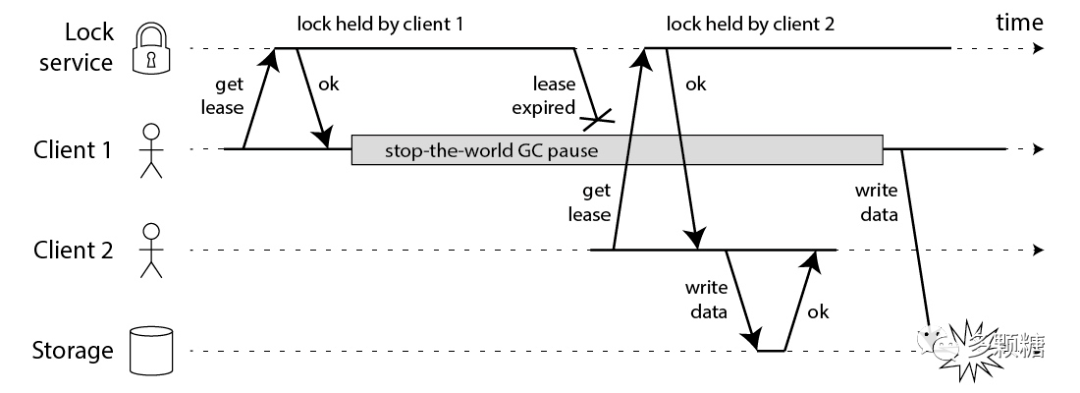 lock held by client 1
lock held by client 2
time
Lock
service
get
lease
ok
lease
expired
ok
Client 1
stop-the-world GC pause
get
lease
write
data
Client 2
write
data
ok
Storage
多颗糖